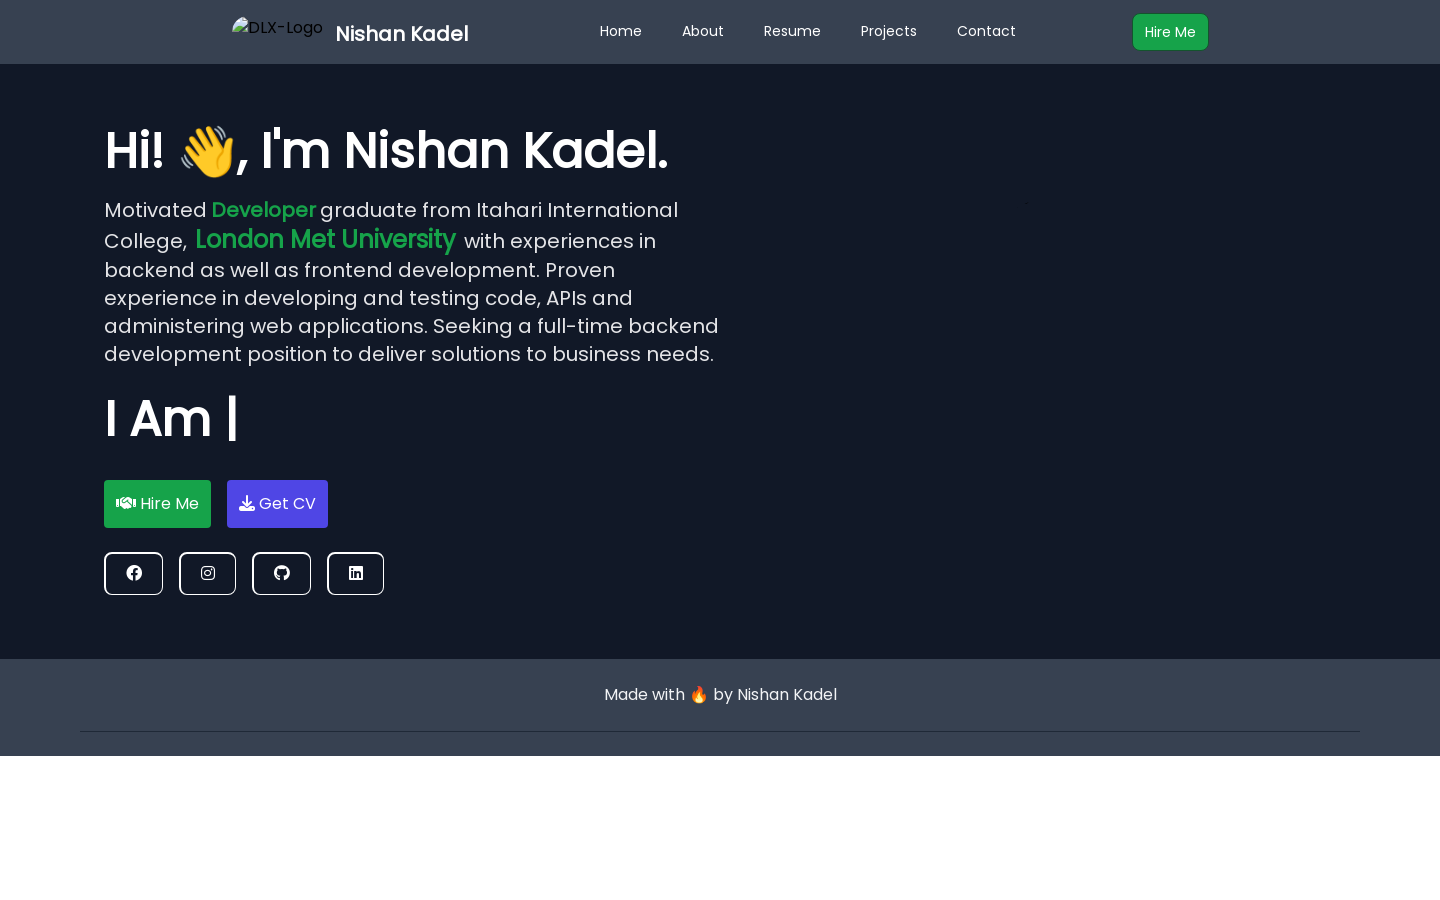 DLX-Logo
Nishan Kadel
Home
About
Resume
Projects
Contact
Hire Me
Hi! 👋, I'm Nishan Kadel.
Motivated Developer graduate from Itahari International
College, London Met University with experiences in
backend as well as frontend development. Proven
experience in developing and testing code, APIs and
administering web applications. Seeking a full-time backend
development position to deliver solutions to business needs.
I Am |
Hire Me
Get CV
Made with 🔥 by Nishan Kadel